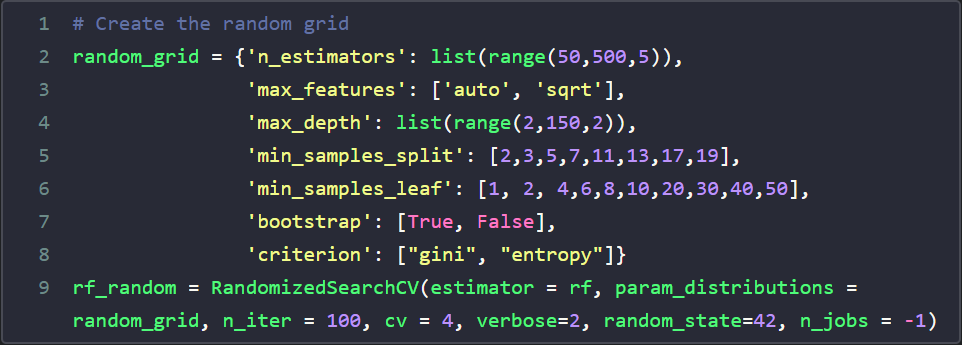 1 # Create the random grid
2 random_grid = {'n_estimators': list(range(50,500,5)),
3 'max_features': ['auto', 'sqrt'],
4 'max_depth': list(range(2,150,2)),
5 'min_samples_split': [2,3,5,7,11,13,17,19],
6 'min_samples_leaf': [1, 2, 4,6,8,10,20,30,40,50],
7 'bootstrap': [True, False],
8 'criterion': ["gini", "entropy"]}
9 rf_random = RandomizedSearchCV(estimator = rf, param_distributions =
random_grid, n_iter = 100, cv = 4, verbose=2, random_state=42, n_jobs = -1)